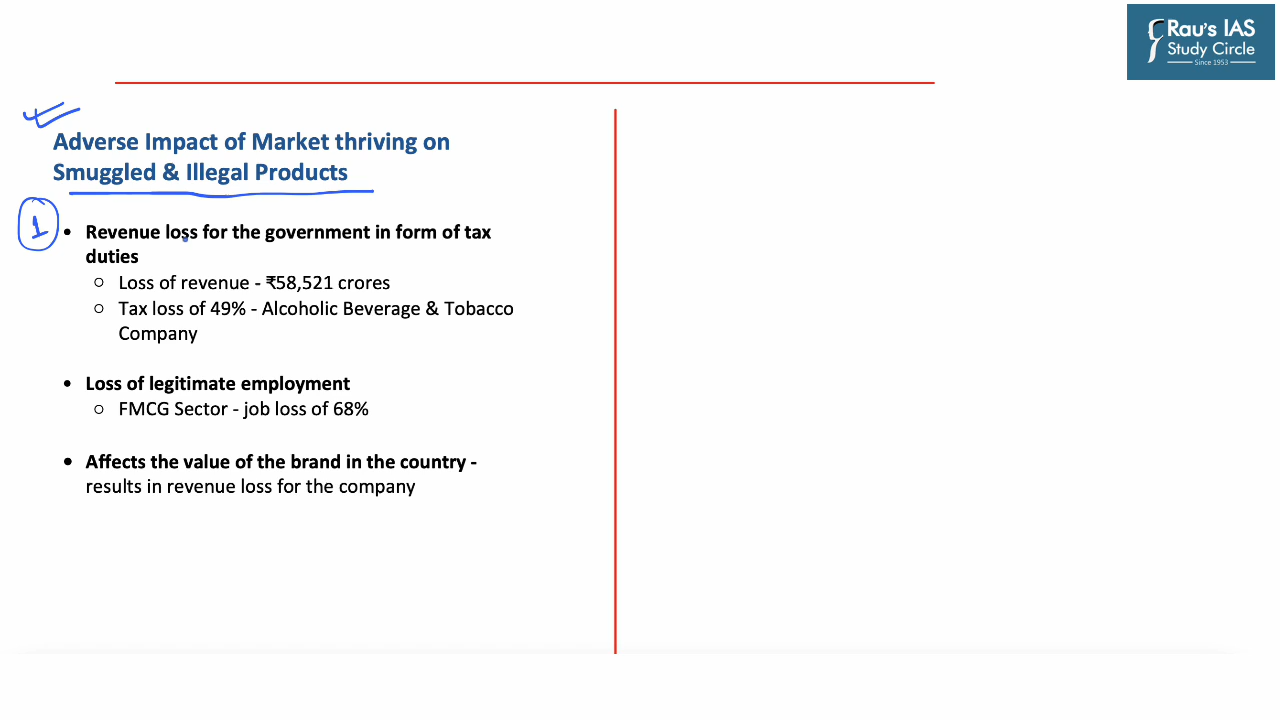 Rau's IAS
Study Circle
Since 1953
Adverse Impact of Market thriving on
Smuggled & Illegal Products
1
• Revenue loss for the government in form of tax
duties
○ Loss of revenue - ₹58,521 crores
○ Tax loss of 49% - Alcoholic Beverage & Tobacco
Company
• Loss of legitimate employment
○ FMCG Sector - job loss of 68%
• Affects the value of the brand in the country -
results in revenue loss for the company